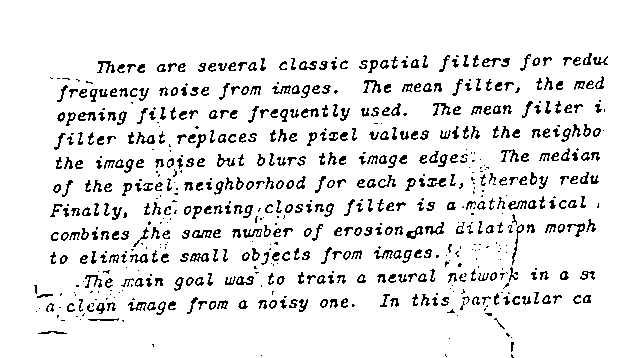 There are several classic spatial filters for reduc
frequency noise from images. The mean filter, the med
opening filter are frequently used. The mean filter i
filter that replaces the pixel values with the neighbo
the image noise but blurs the image edges. The median
of the pixel neighborhood for each pixel, thereby redu
Finally, the opening closing filter is a mathematical
combines the same number of erosion and dilation morph
to eliminate small objects from images.
The main goal was to train a neural network in a su
a clean image from a noisy one. In this particular ca